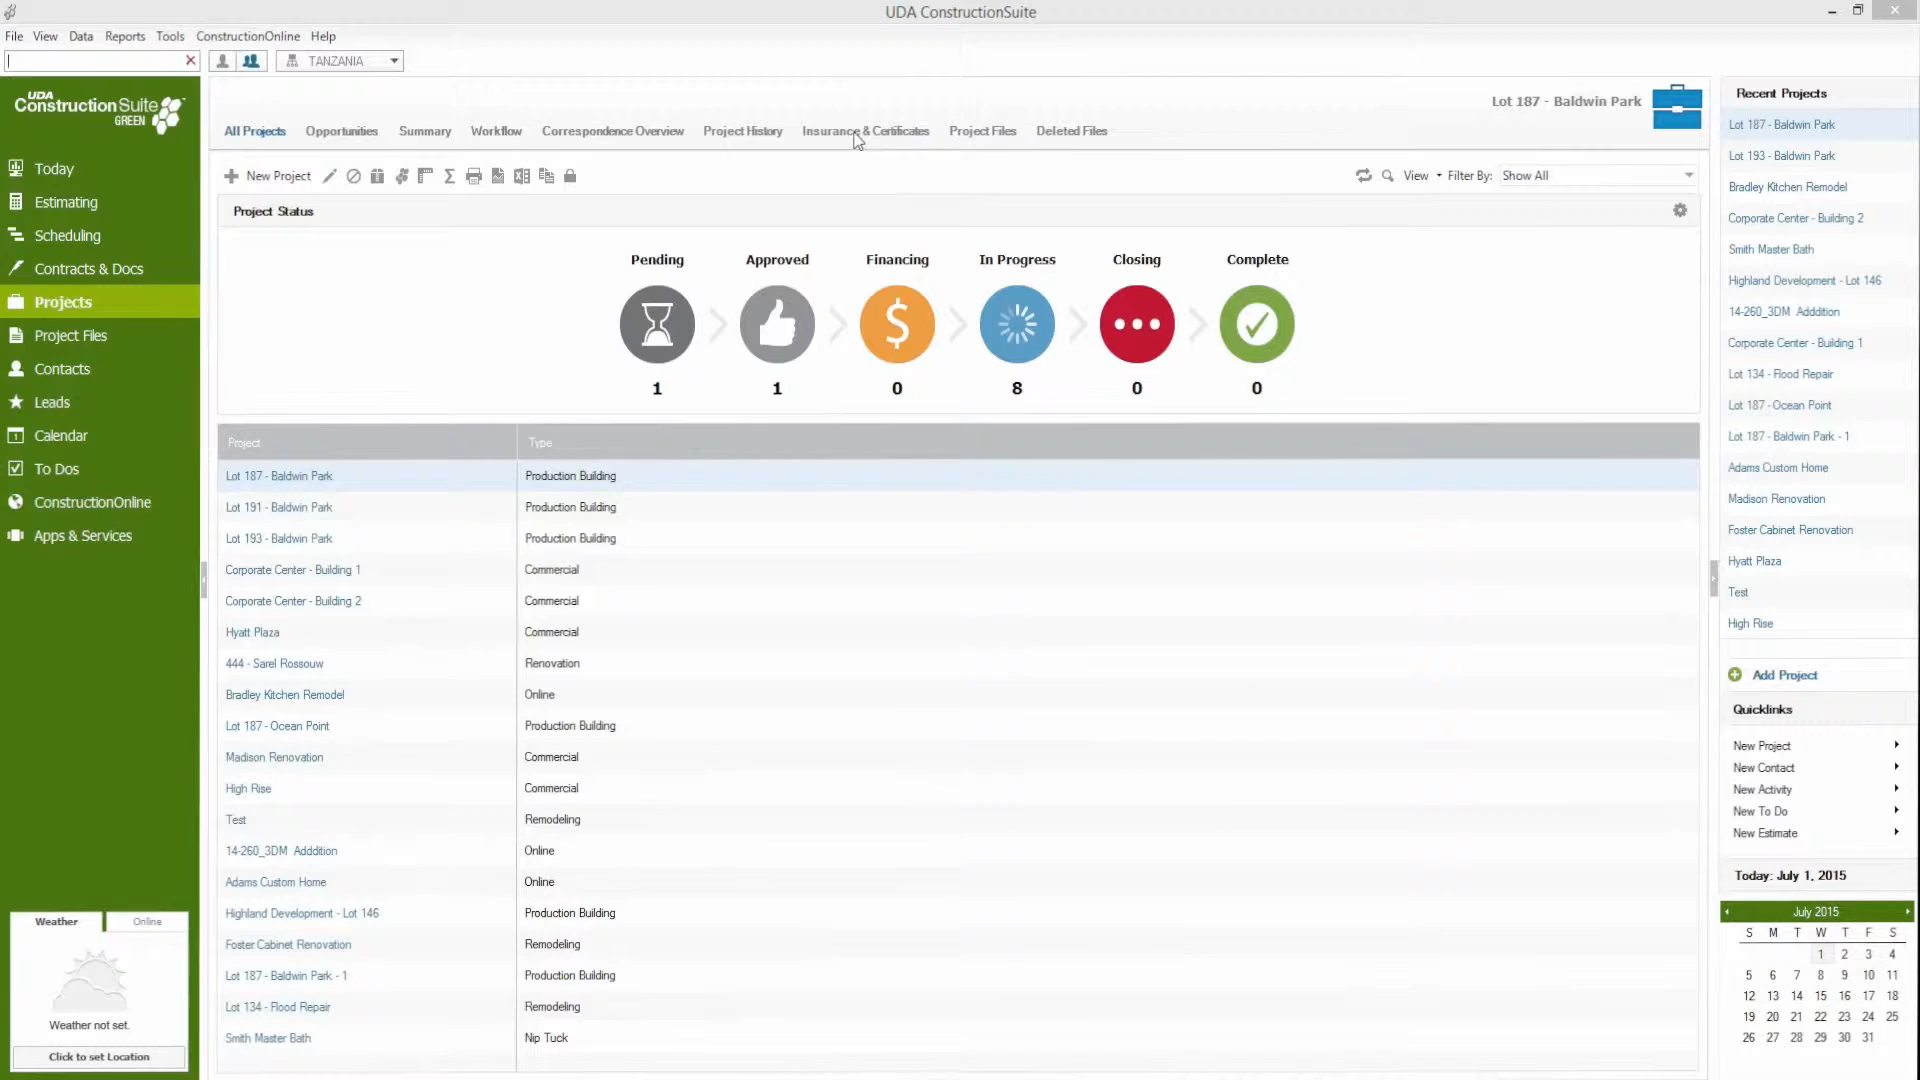 UDA ConstructionSuite
File View Data Reports Tools ConstructionOnline Help
TANZANIA
UDA
ConstructionSuite
GREEN
Today
Estimating
Scheduling
Contracts & Docs
Projects
Project Files
Contacts
Leads
Calendar
To Dos
ConstructionOnline
Apps & Services
Weather Online
Weather not set.
Click to set Location
Lot 187 - Baldwin Park
All Projects Opportunities Summary Workflow Correspondence Overview Project History Insurance & Certificates Project Files Deleted Files
New Project View Filter By: Show All
Project Status
Pending Approved Financing In Progress Closing Complete
1 1 0 8 0 0
Project Type
Lot 187 - Baldwin Park Production Building
Lot 191 - Baldwin Park Production Building
Lot 193 - Baldwin Park Production Building
Corporate Center - Building 1 Commercial
Corporate Center - Building 2 Commercial
Hyatt Plaza Commercial
444 - Sarel Rossouw Renovation
Bradley Kitchen Remodel Online
Lot 187 - Ocean Point Production Building
Madison Renovation Commercial
High Rise Commercial
Test Remodeling
14-260_3DM Adddition Online
Adams Custom Home Online
Highland Development - Lot 146 Production Building
Foster Cabinet Renovation Remodeling
Lot 187 - Baldwin Park - 1 Production Building
Lot 134 - Flood Repair Remodeling
Smith Master Bath Nip Tuck
Recent Projects
Lot 187 - Baldwin Park
Lot 193 - Baldwin Park
Bradley Kitchen Remodel
Corporate Center - Building 2
Smith Master Bath
Highland Development - Lot 146
14-260_3DM Adddition
Corporate Center - Building 1
Lot 134 - Flood Repair
Lot 187 - Ocean Point
Lot 187 - Baldwin Park - 1
Adams Custom Home
Madison Renovation
Foster Cabinet Renovation
Hyatt Plaza
Test
High Rise
Add Project
Quicklinks
New Project
New Contact
New Activity
New To Do
New Estimate
Today: July 1, 2015
July 2015
S M T W T F S
1 2 3 4
5 6 7 8 9 10 11
12 13 14 15 16 17 18
19 20 21 22 23 24 25
26 27 28 29 30 31